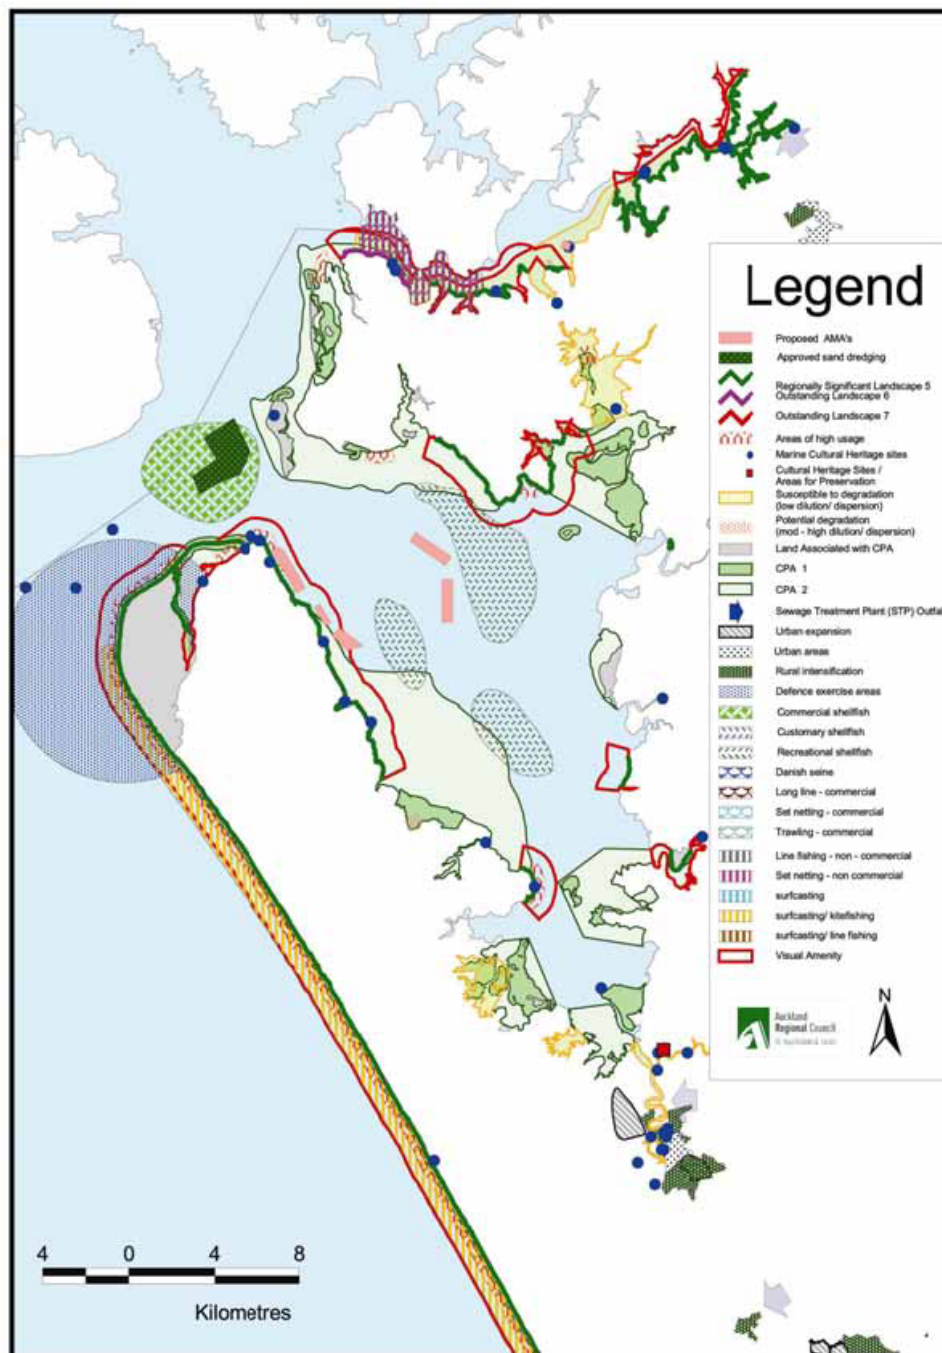 Legend
Proposed AMA's
Approved sand dredging
Regionally Significant Landscape 5
Outstanding Landscape 6
Outstanding Landscape 7
Areas of high usage
Marine Cultural Heritage sites
Cultural Heritage Sites /
Areas for Preservation
Susceptible to degradation
(low dilution/ dispersion)
Potential degradation
(mod - high dilution/ dispersion)
Land Associated with CPA
CPA 1
CPA 2
Sewage Treatment Plant (STP) Outfal
Urban expansion
Urban areas
Rural intensification
Defence exercise areas
Commercial shellfish
Customary shellfish
Recreational shellfish
Danish seine
Long line - commercial
Set netting - commercial
Trawling - commercial
Line fishing - non - commercial
Set netting - non commercial
surfcasting
surfcasting/ kitefishing
surfcasting/ line fishing
Visual Amenity
Auckland
Regional Council
N
4 0 4 8
Kilometres